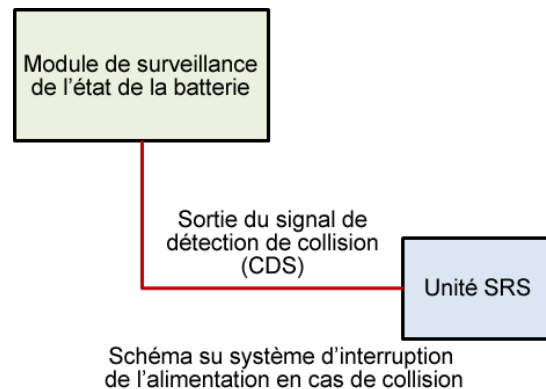 Module de surveillance
de l’état de la batterie
Sortie du signal de
détection de collision
(CDS)
Unité SRS
Schéma su système d’interruption
de l’alimentation en cas de collision